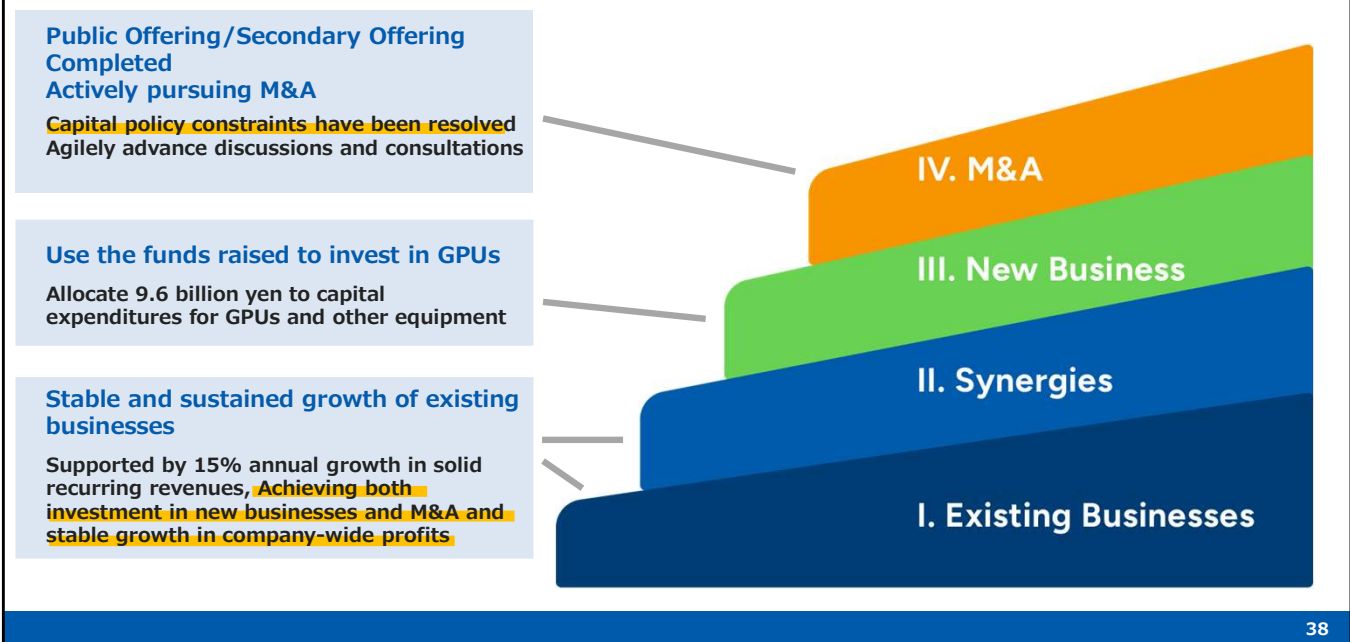 Public Offering/Secondary Offering
Completed
Actively pursuing M&A
Capital policy constraints have been resolved
Agilely advance discussions and consultations
Use the funds raised to invest in GPUs
Allocate 9.6 billion yen to capital
expenditures for GPUs and other equipment
Stable and sustained growth of existing
businesses
Supported by 15% annual growth in solid
recurring revenues, Achieving both
investment in new businesses and M&A and
stable growth in company-wide profits
IV. M&A
III. New Business
II. Synergies
I. Existing Businesses
38